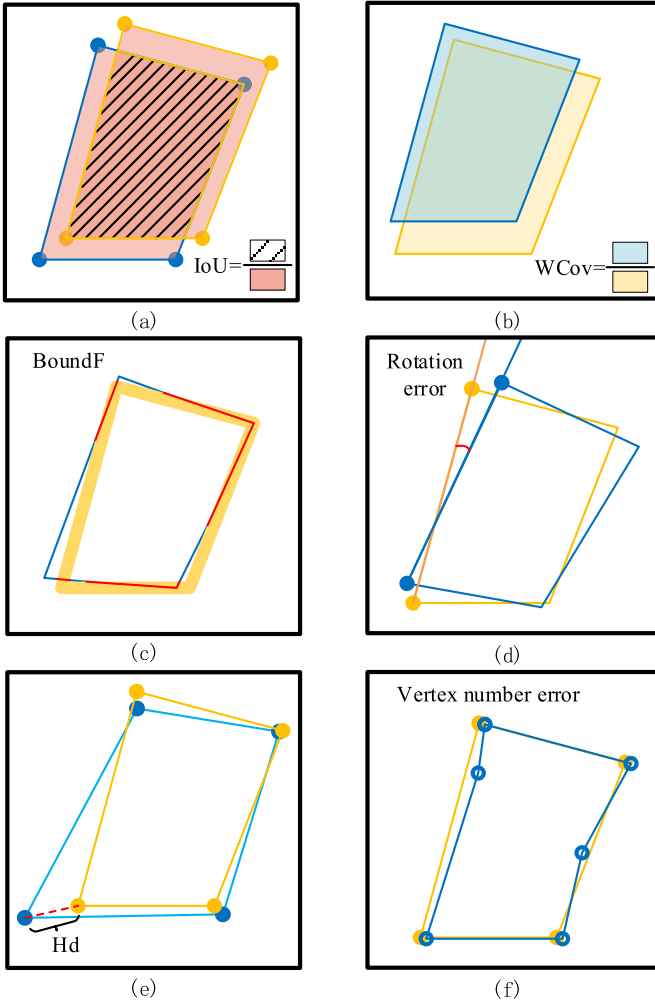 IoU=
(a)
WCov=
(b)
BoundF
(c)
Rotation
error
(d)
Hd
(e)
Vertex number error
(f)